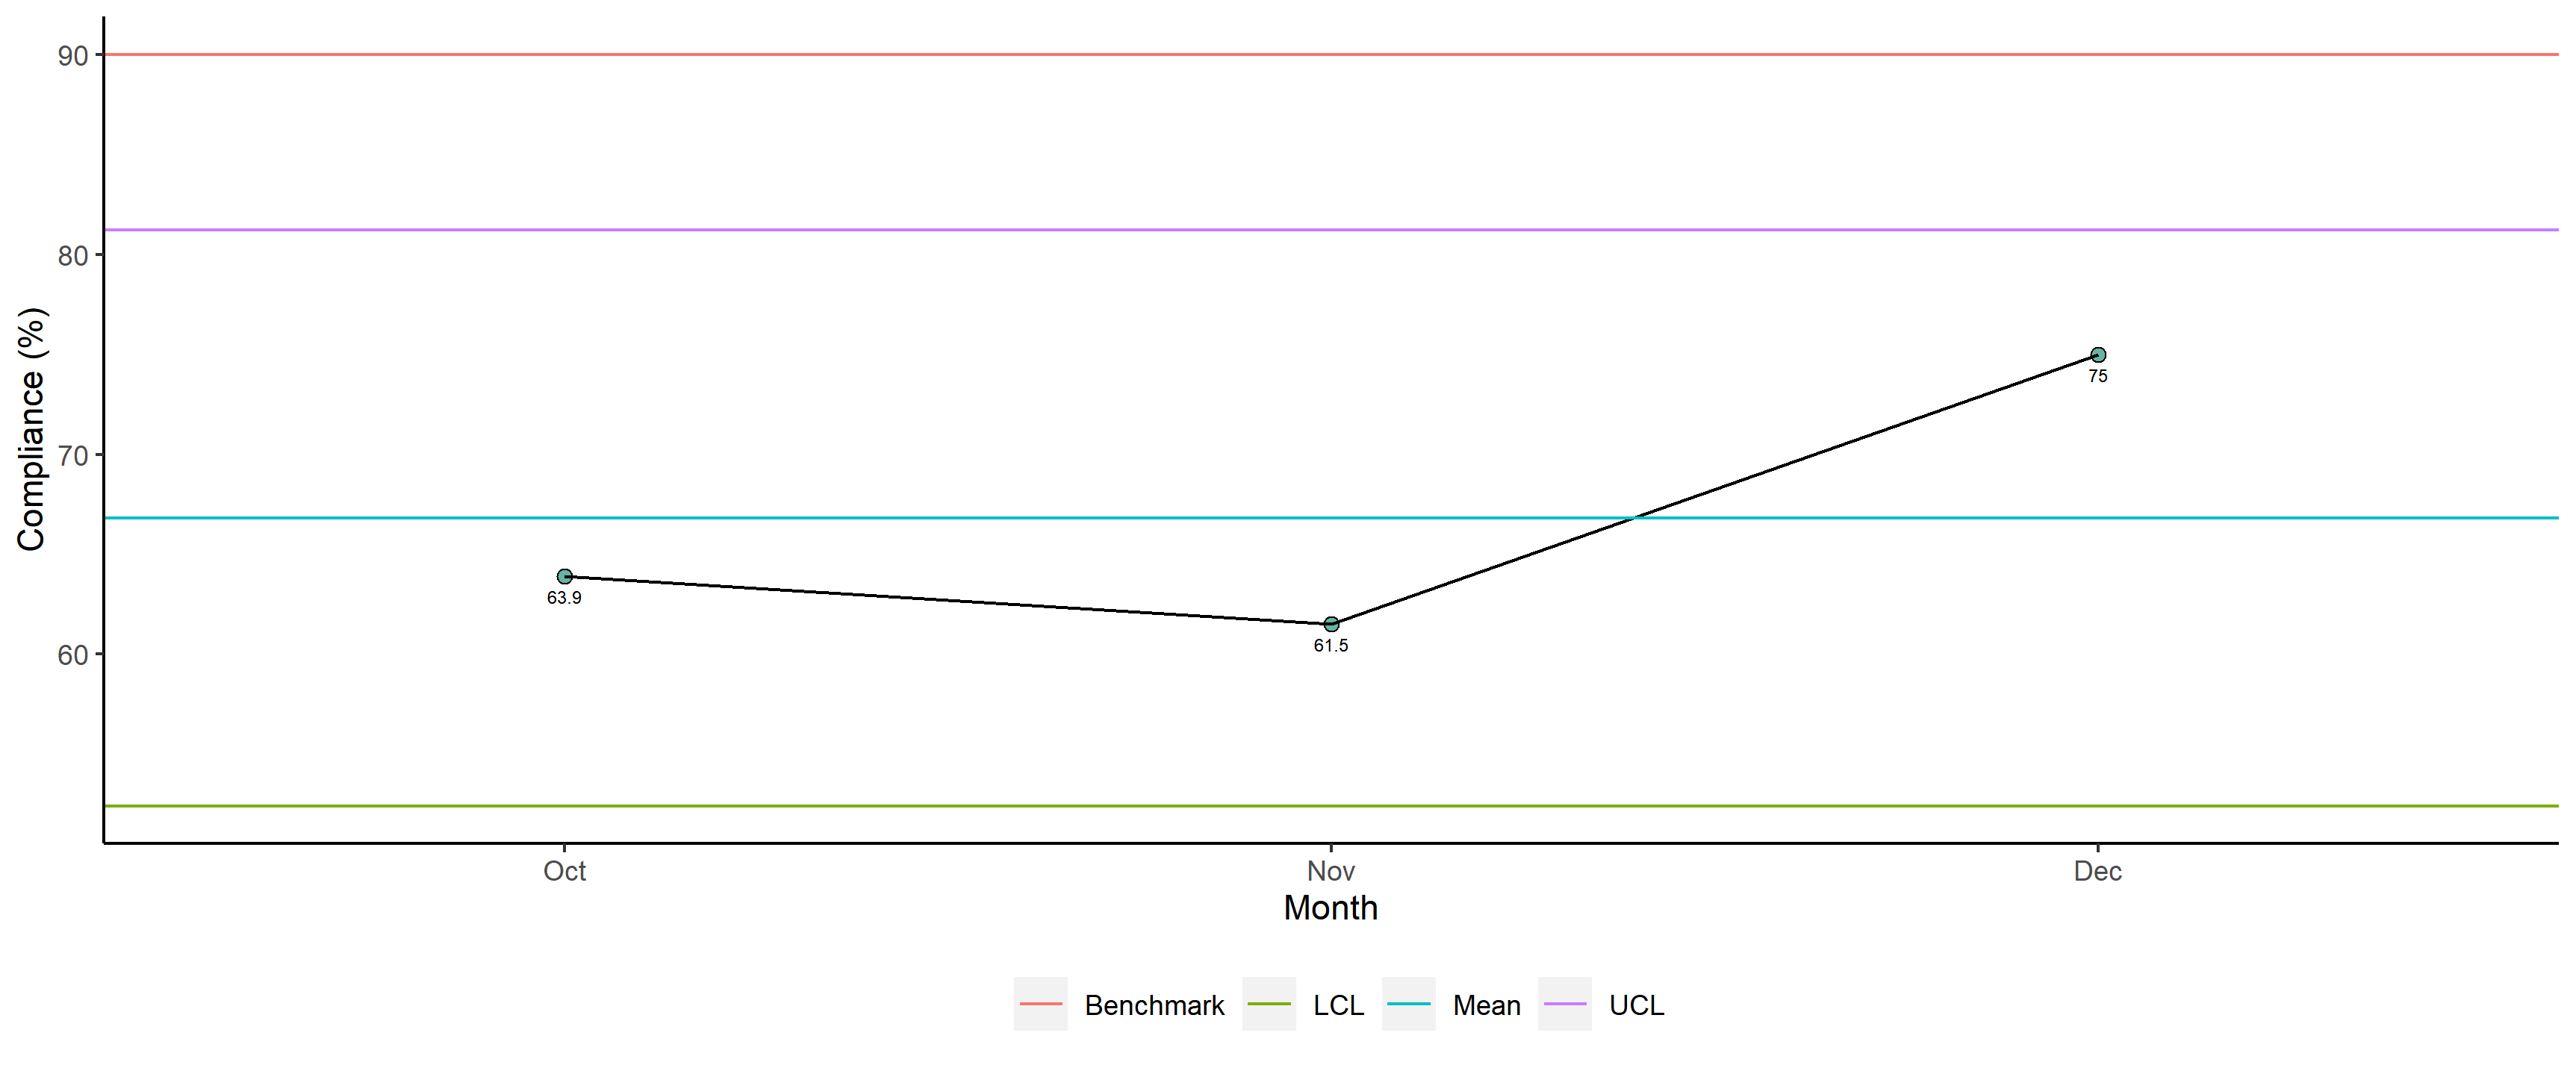 Compliance (%)
90
80
70
60
63.9
61.5
75
Oct
Nov
Dec
Month
Benchmark
LCL
Mean
UCL